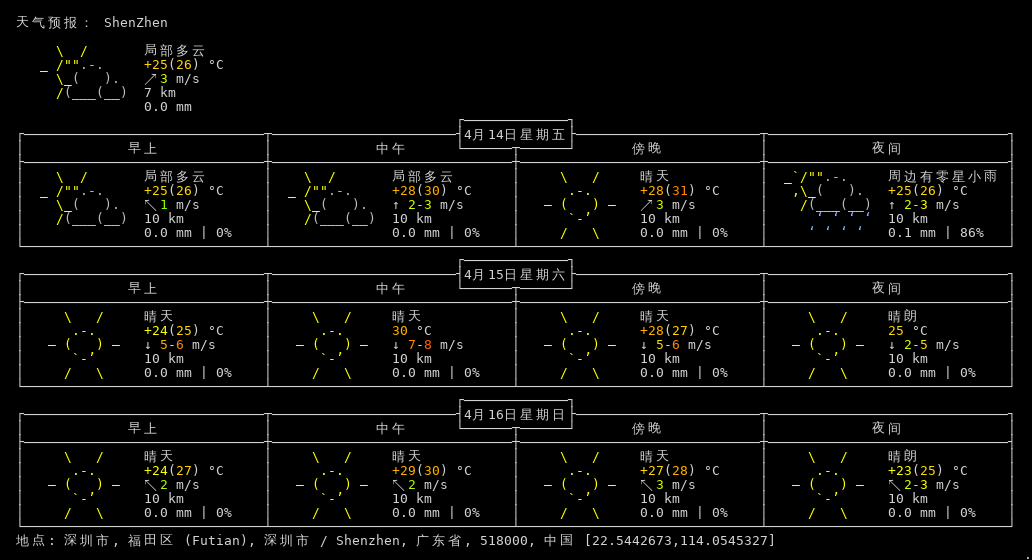 天气预报： ShenZhen
局部多云
+25(26) °C
↗3 m/s
7 km
0.0 mm
4月14日星期五
早上 中午 傍晚 夜间
局部多云 局部多云 晴天 周边有零星小雨
+25(26) °C +28(30) °C +28(31) °C +25(26) °C
↖1 m/s ↑ 2-3 m/s ↗3 m/s ↑ 2-3 m/s
10 km 10 km 10 km 10 km
0.0 mm | 0% 0.0 mm | 0% 0.0 mm | 0% 0.1 mm | 86%
4月15日星期六
早上 中午 傍晚 夜间
晴天 晴天 晴天 晴朗
+24(25) °C 30 °C +28(27) °C 25 °C
↓ 5-6 m/s ↓ 7-8 m/s ↓ 5-6 m/s ↓ 2-5 m/s
10 km 10 km 10 km 10 km
0.0 mm | 0% 0.0 mm | 0% 0.0 mm | 0% 0.0 mm | 0%
4月16日星期日
早上 中午 傍晚 夜间
晴天 晴天 晴天 晴朗
+24(27) °C +29(30) °C +27(28) °C +23(25) °C
↖2 m/s ↖2 m/s ↖3 m/s ↖2-3 m/s
10 km 10 km 10 km 10 km
0.0 mm | 0% 0.0 mm | 0% 0.0 mm | 0% 0.0 mm | 0%
地点: 深圳市, 福田区 (Futian), 深圳市 / Shenzhen, 广东省, 518000, 中国 [22.5442673,114.0545327]